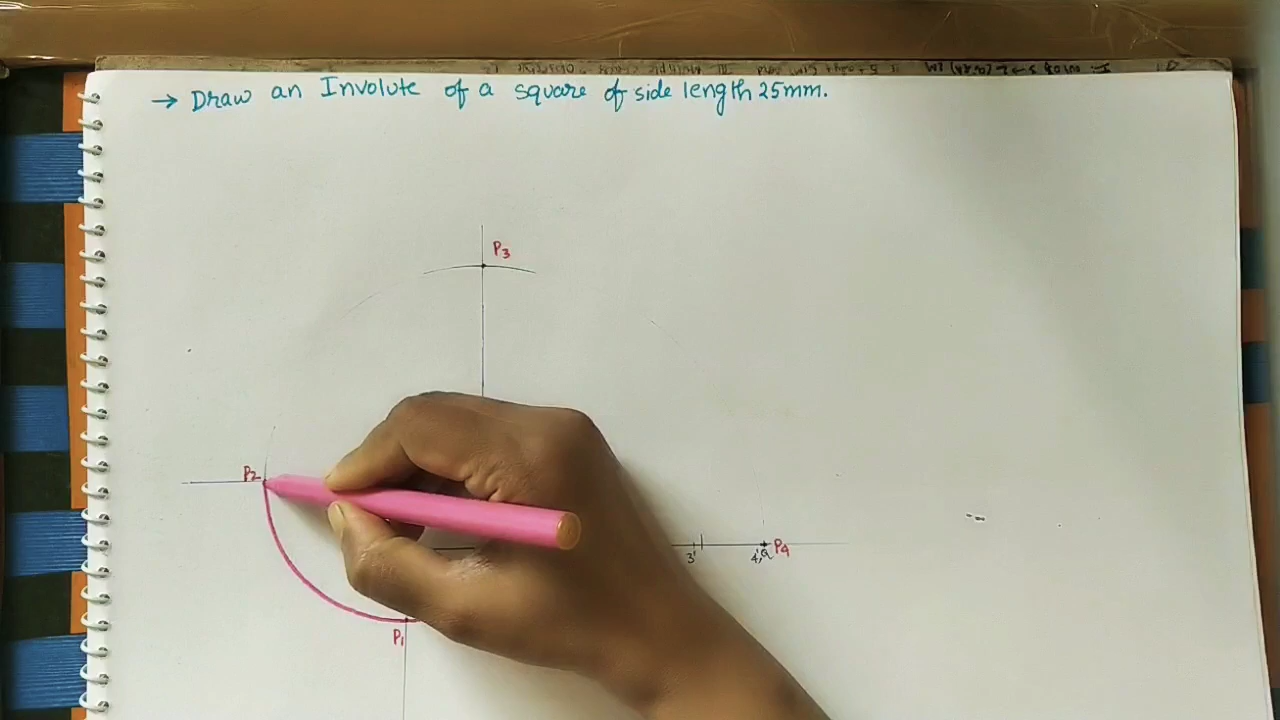 → Draw an Involute of a square of side length 25mm.
P3
P2
3'
P4
P1